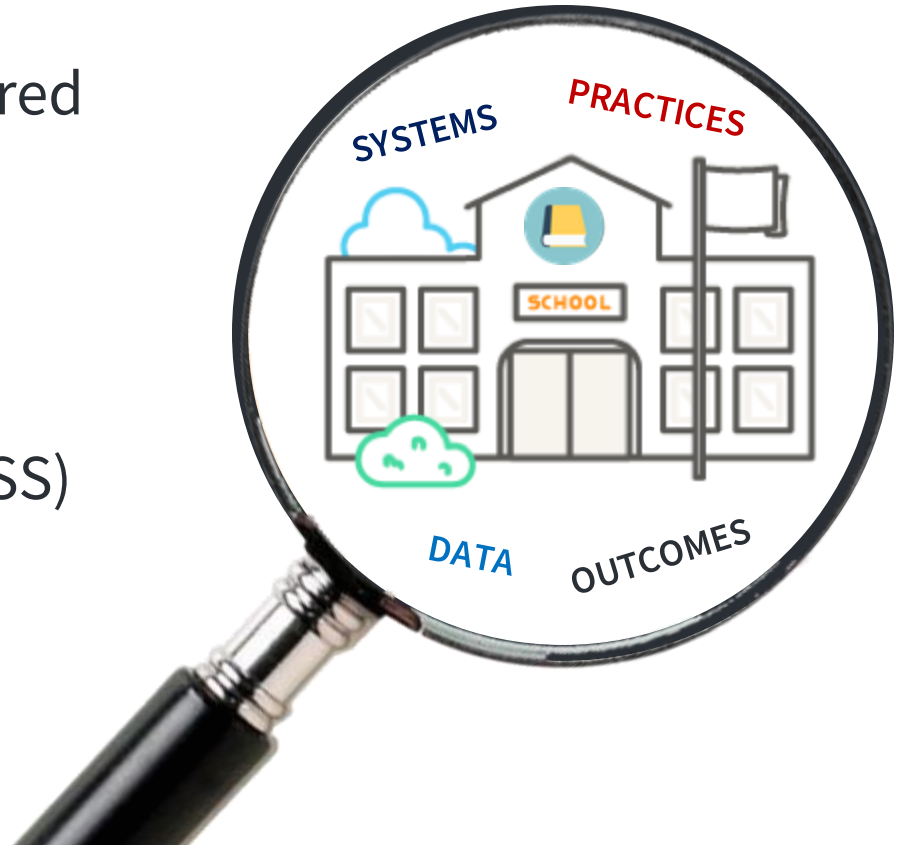 red
SYSTEMS
PRACTICES
SCHOOL
SS)
DATA
OUTCOMES